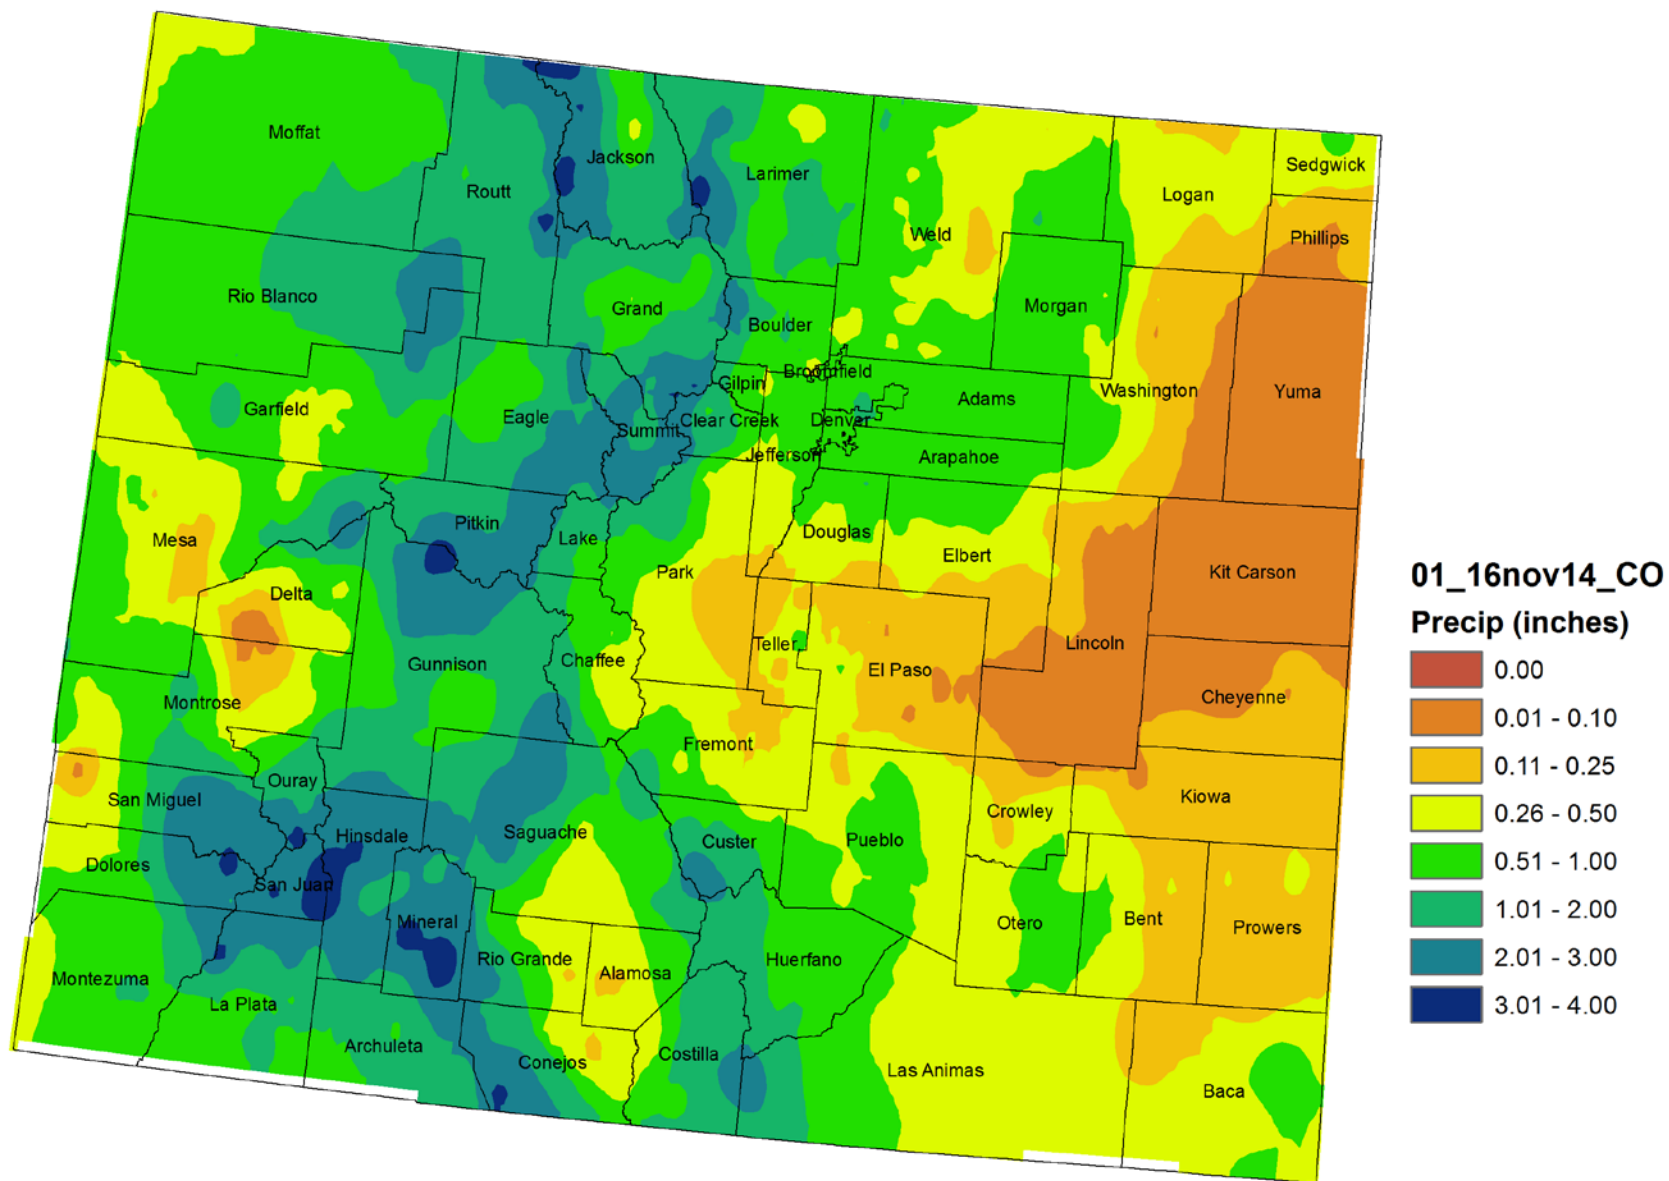 Moffat
Routt
Jackson
Larimer
Weld
Logan
Sedgwick
Phillips
Rio Blanco
Grand
Boulder
Morgan
Washington
Yuma
Garfield
Eagle
Summit
Gilpin
Clear Creek
Broomfield
Denver
Jefferson
Adams
Arapahoe
Mesa
Pitkin
Lake
Park
Douglas
Elbert
Kit Carson
Delta
Gunnison
Chaffee
Teller
El Paso
Lincoln
Cheyenne
Montrose
Fremont
Ouray
San Miguel
Hinsdale
Saguache
Custer
Pueblo
Crowley
Kiowa
Dolores
San Juan
Mineral
Otero
Bent
Prowers
Montezuma
La Plata
Rio Grande
Alamosa
Huerfano
Archuleta
Conejos
Costilla
Las Animas
Baca
01_16nov14_CO
Precip (inches)
0.00
0.01 - 0.10
0.11 - 0.25
0.26 - 0.50
0.51 - 1.00
1.01 - 2.00
2.01 - 3.00
3.01 - 4.00